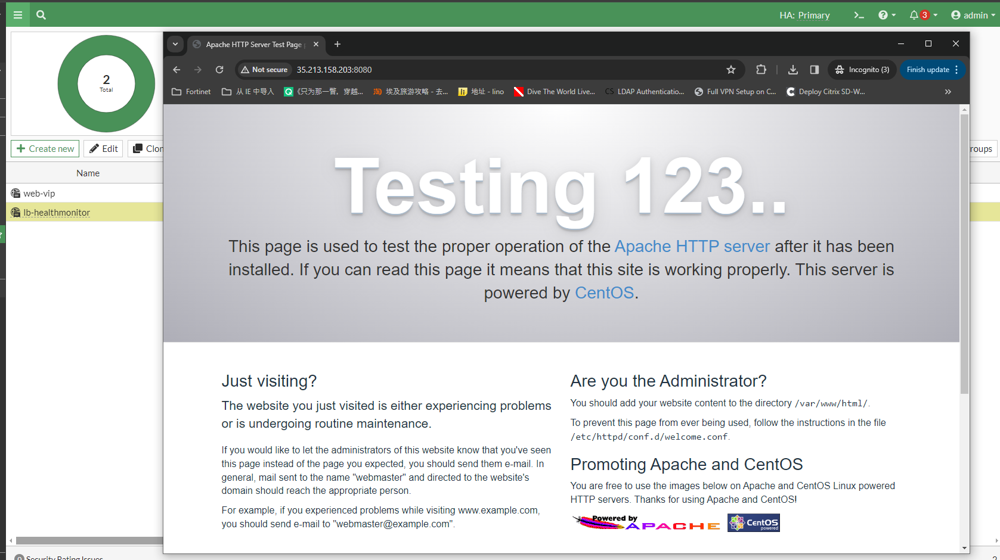 HA: Primary
3
admin
2
Total
Create new
Edit
Clon
roups
Name
web-vip
lb-healthmonitor
Security Rating Issues
0
2
Apache HTTP Server Test Page
Not secure
35.213.158.203:8080
Incognito (3)
Finish update
Fortinet
从 IE 中导入
《只为那一瞥，穿越...
埃及旅游攻略 - 去...
地址 - lino
Dive The World Live...
CS LDAP Authenticatio...
Full VPN Setup on C...
Deploy Citrix SD-W...
Testing 123..
This page is used to test the proper operation of the Apache HTTP server after it has been
installed. If you can read this page it means that this site is working properly. This server is
powered by CentOS.
Just visiting?
The website you just visited is either experiencing problems
or is undergoing routine maintenance.
If you would like to let the administrators of this website know that you've seen
this page instead of the page you expected, you should send them e-mail. In
general, mail sent to the name "webmaster" and directed to the website's
domain should reach the appropriate person.
For example, if you experienced problems while visiting www.example.com,
you should send e-mail to "webmaster@example.com".
Are you the Administrator?
You should add your website content to the directory /var/www/html/.
To prevent this page from ever being used, follow the instructions in the file
/etc/httpd/conf.d/welcome.conf.
Promoting Apache and CentOS
You are free to use the images below on Apache and CentOS Linux powered
HTTP servers. Thanks for using Apache and CentOS!
Powered by
APACHE
CentOS
powered